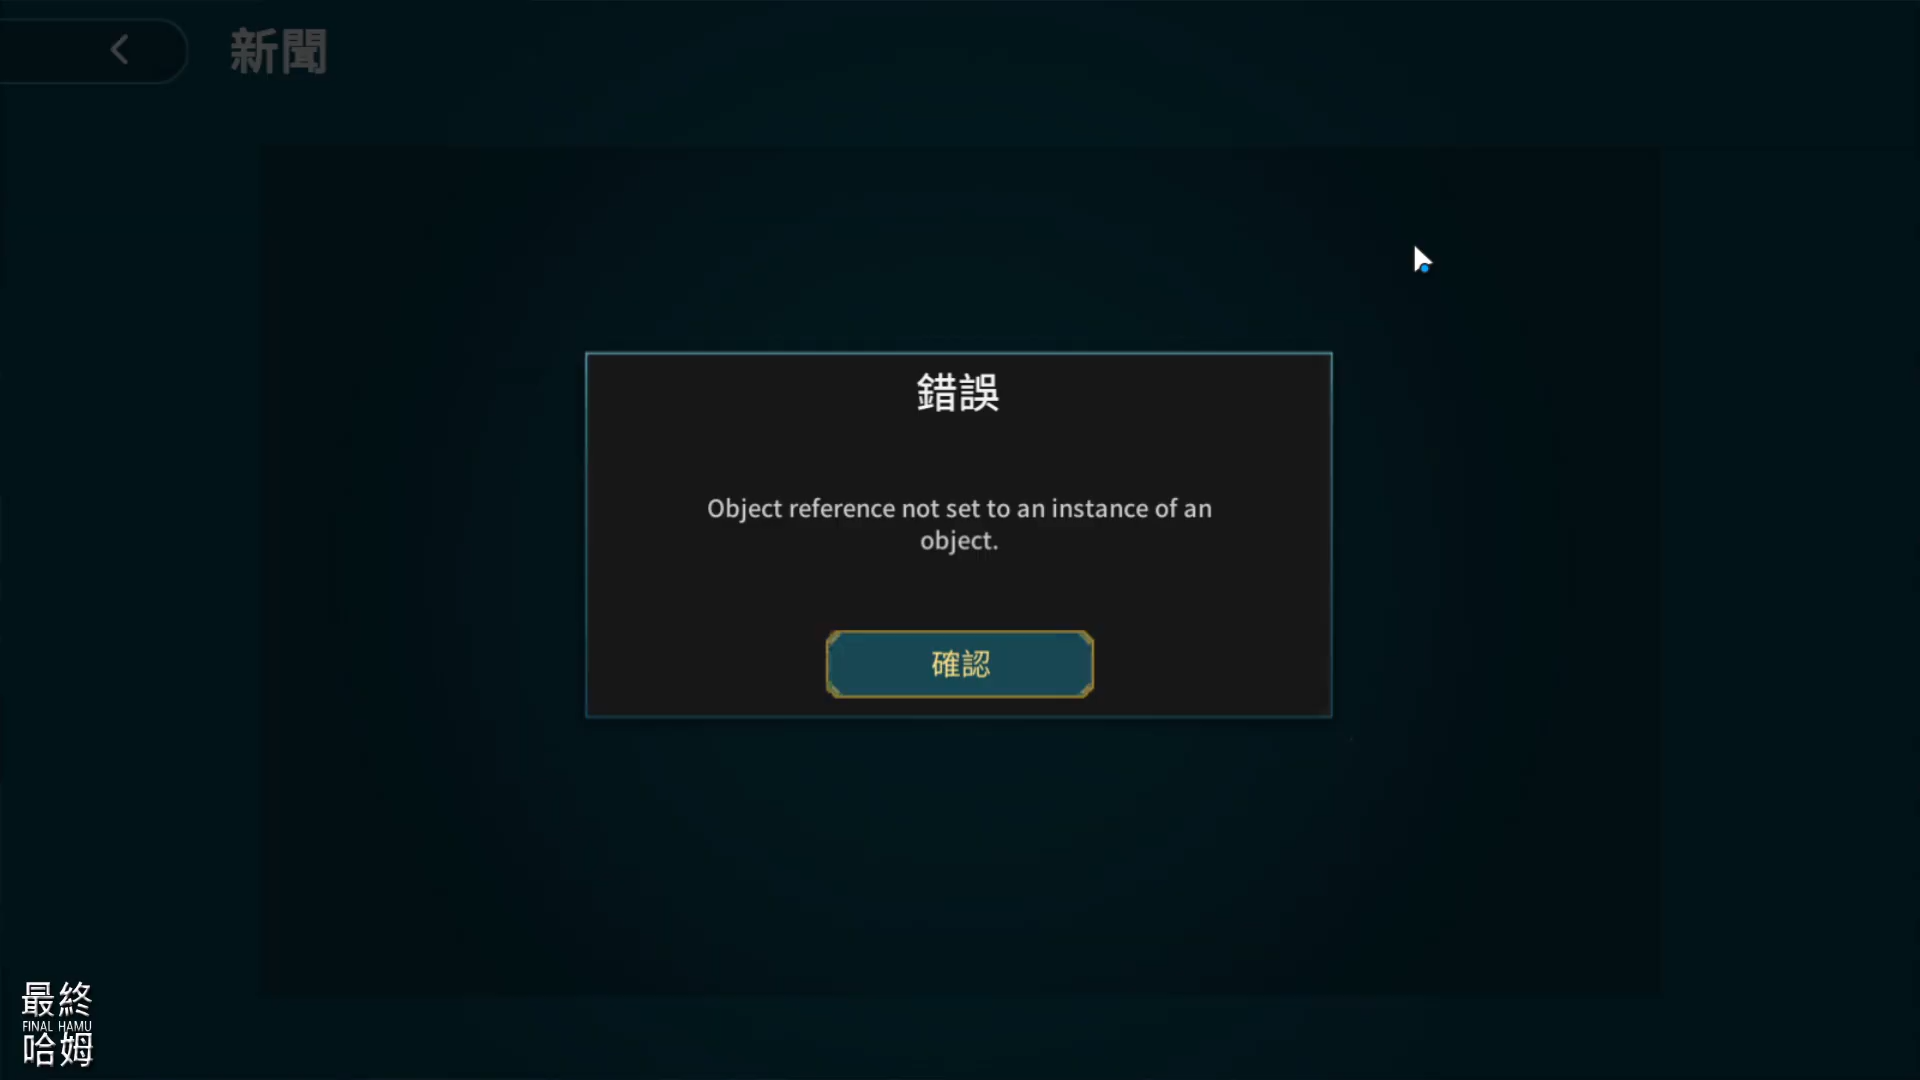 新聞
錯誤
Object reference not set to an instance of an
object.
確認
最終
FINAL HAMU
哈姆